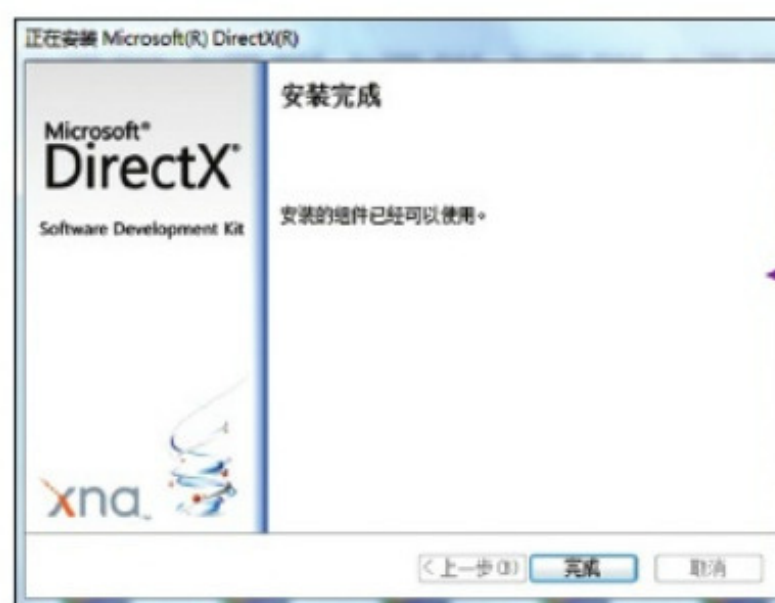 正在安装 Microsoft(R) DirectX(R)
安装完成
Microsoft®
DirectX®
Software Development Kit
安装的组件已经可以使用。
xna™
<上一步(B)
完成
取消